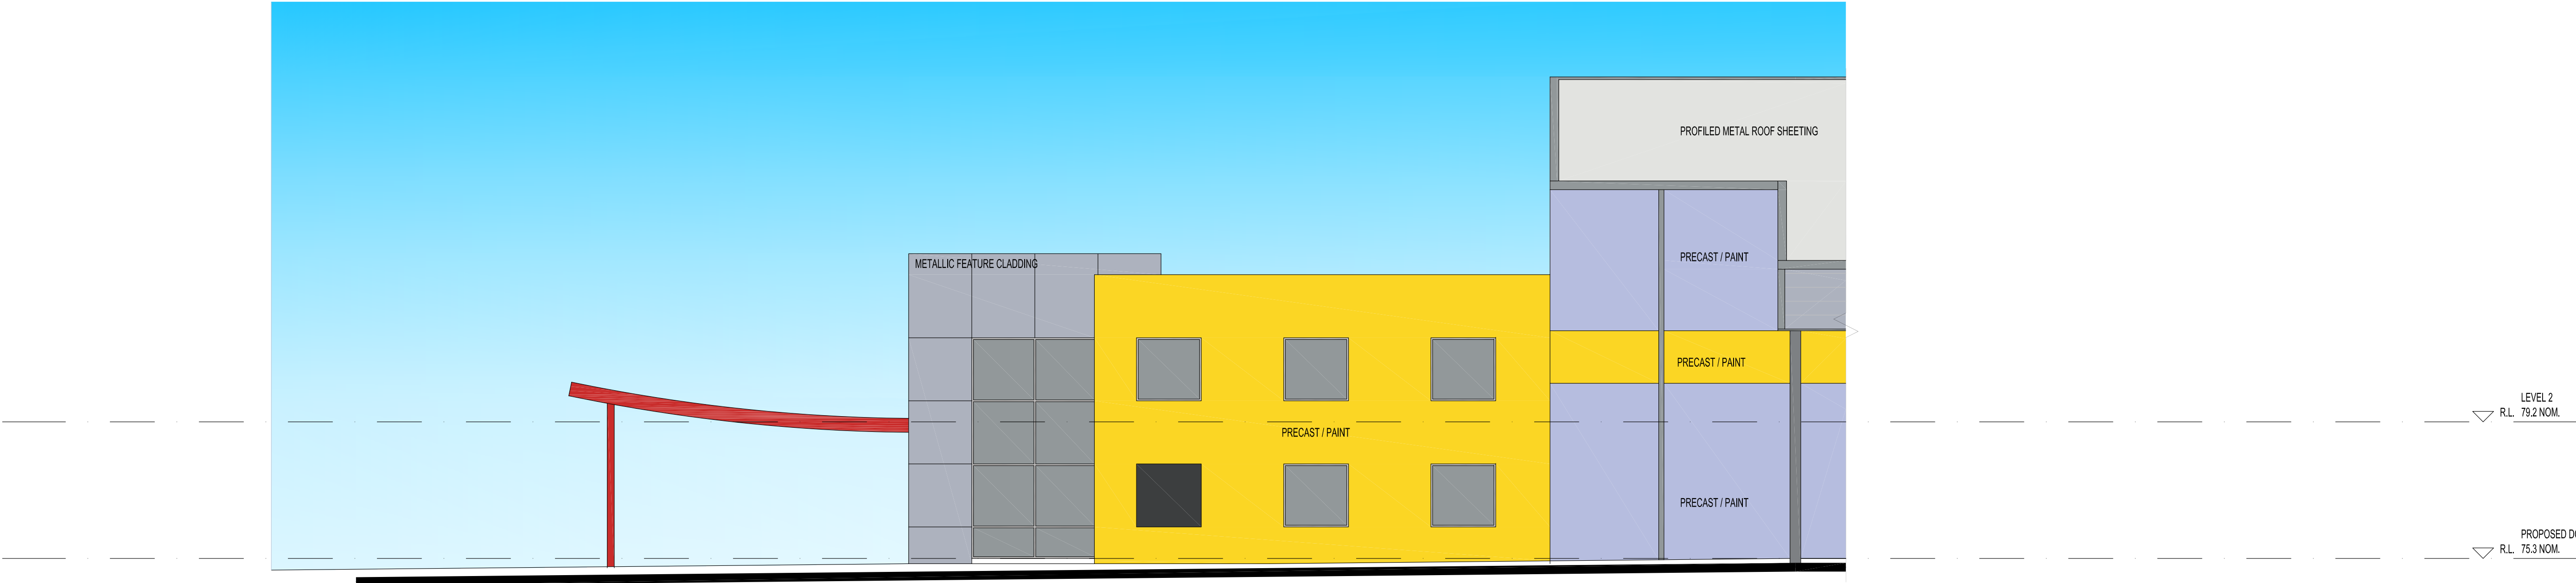 PROFILED METAL ROOF SHEETING
PRECAST / PAINT
METALLIC FEATURE CLADDING
PRECAST / PAINT
PRECAST / PAINT
PRECAST / PAINT
LEVEL 2
R.L. 79.2 NOM.
PROPOSED
R.L. 75.3 NOM.